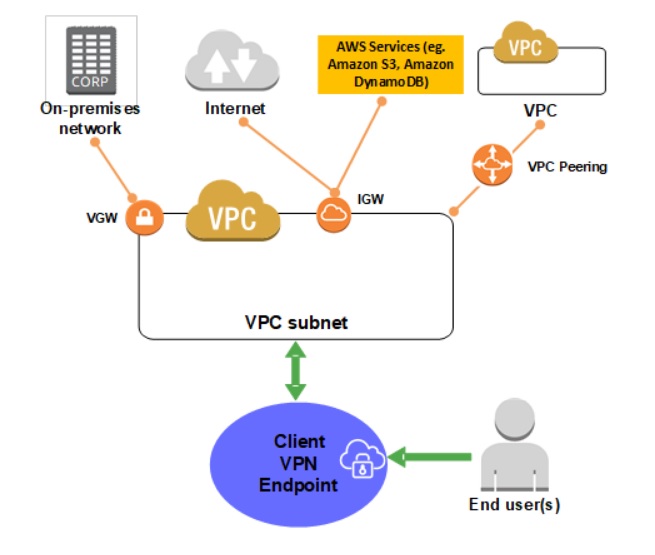 CORP
On-premises
network
Internet
AWS Services (eg.
Amazon S3, Amazon
DynamoDB)
VPC
VPC
VPC Peering
VGW
VPC
IGW
VPC subnet
Client
VPN
Endpoint
End user(s)